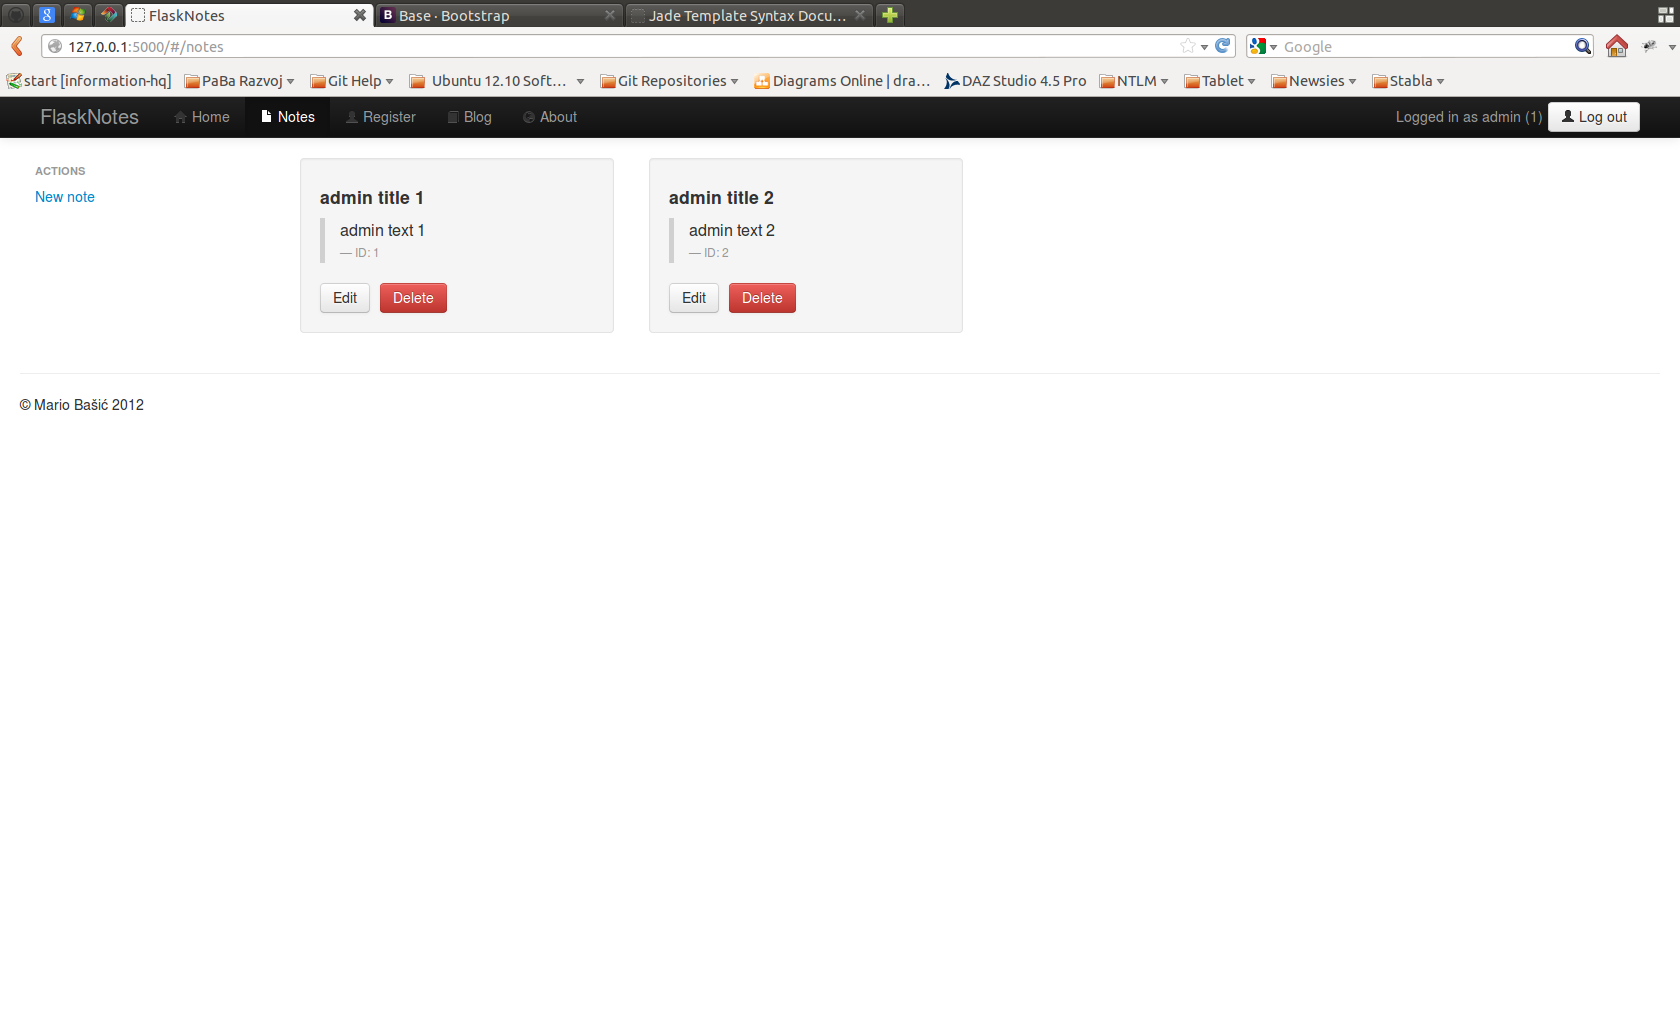 FlaskNotes
Base · Bootstrap
Jade Template Syntax Docu...
127.0.0.1:5000/#/notes
Google
start [information-hq] PaBa Razvoj Git Help Ubuntu 12.10 Soft... Git Repositories Diagrams Online | dra... DAZ Studio 4.5 Pro NTLM Tablet Newsies Stabla
FlaskNotes Home Notes Register Blog About Logged in as admin (1) Log out
ACTIONS
New note
admin title 1
admin text 1
— ID: 1
Edit Delete
admin title 2
admin text 2
— ID: 2
Edit Delete
© Mario Bašić 2012